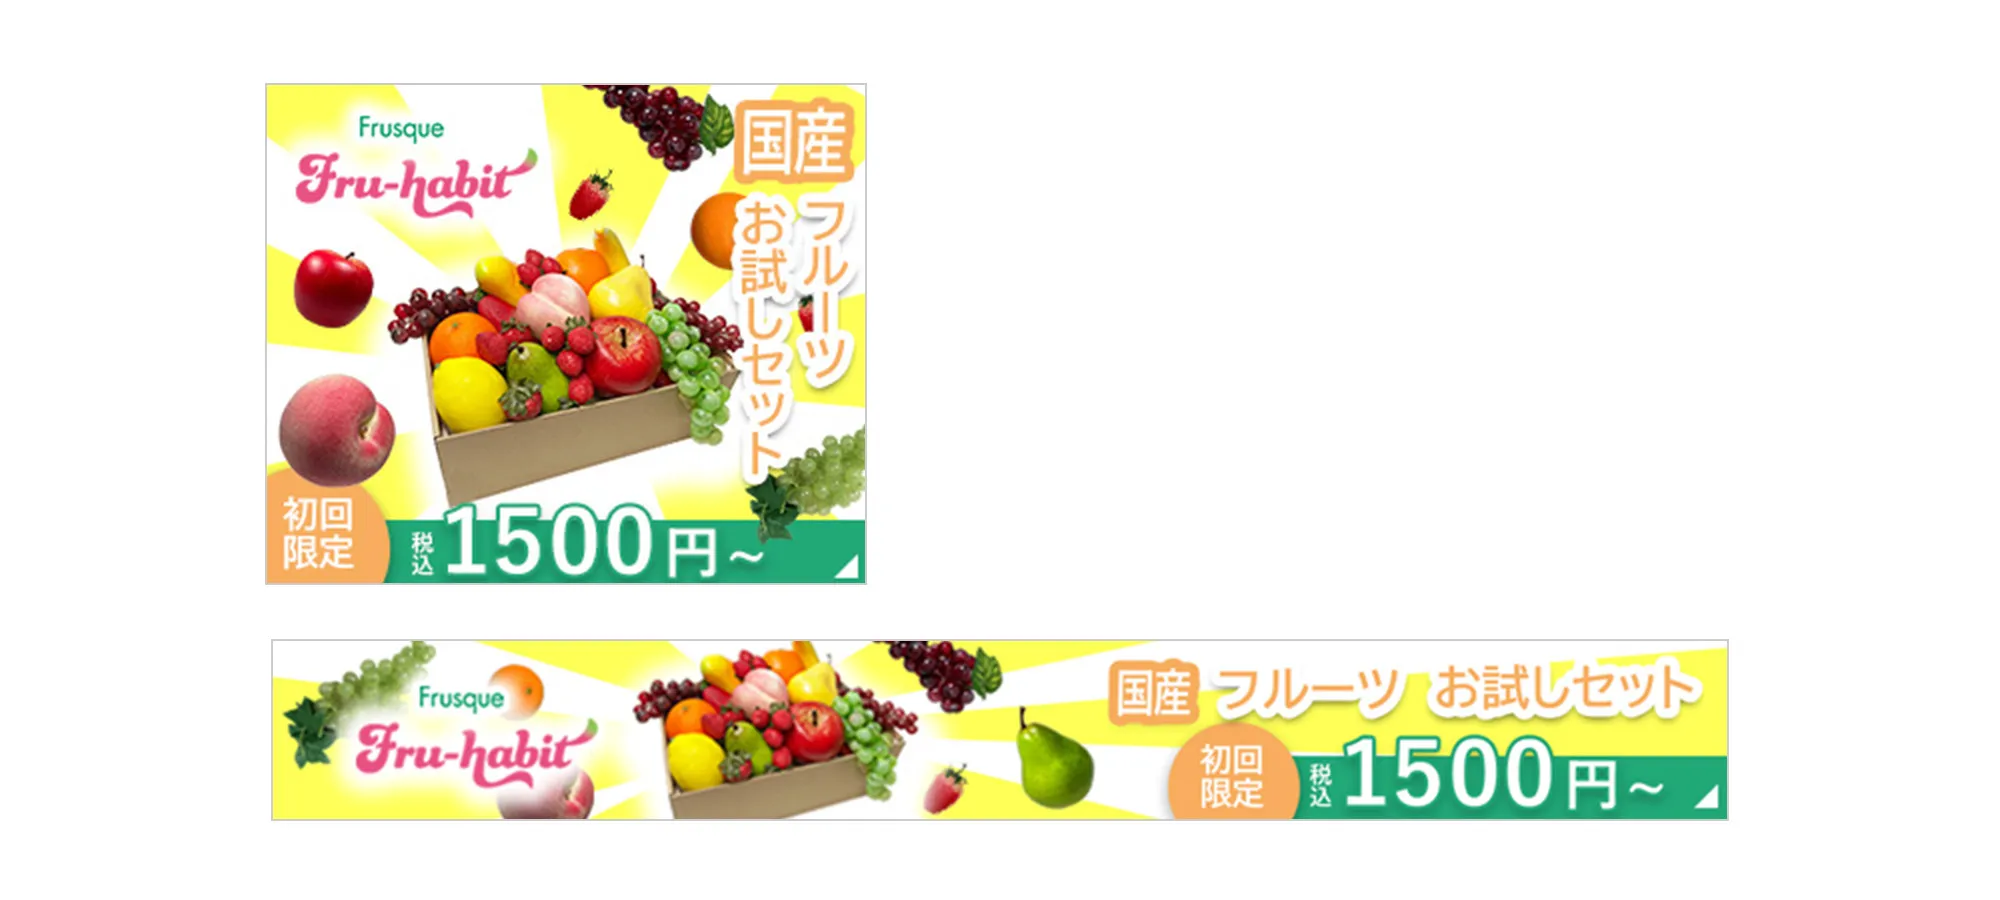 Frusque
Fru-habit
国産
フルーツ
お試しセット
初回
限定
税込
1500円~
Frusque
Fru-habit
国産 フルーツ お試しセット
初回
限定
税込
1500円~